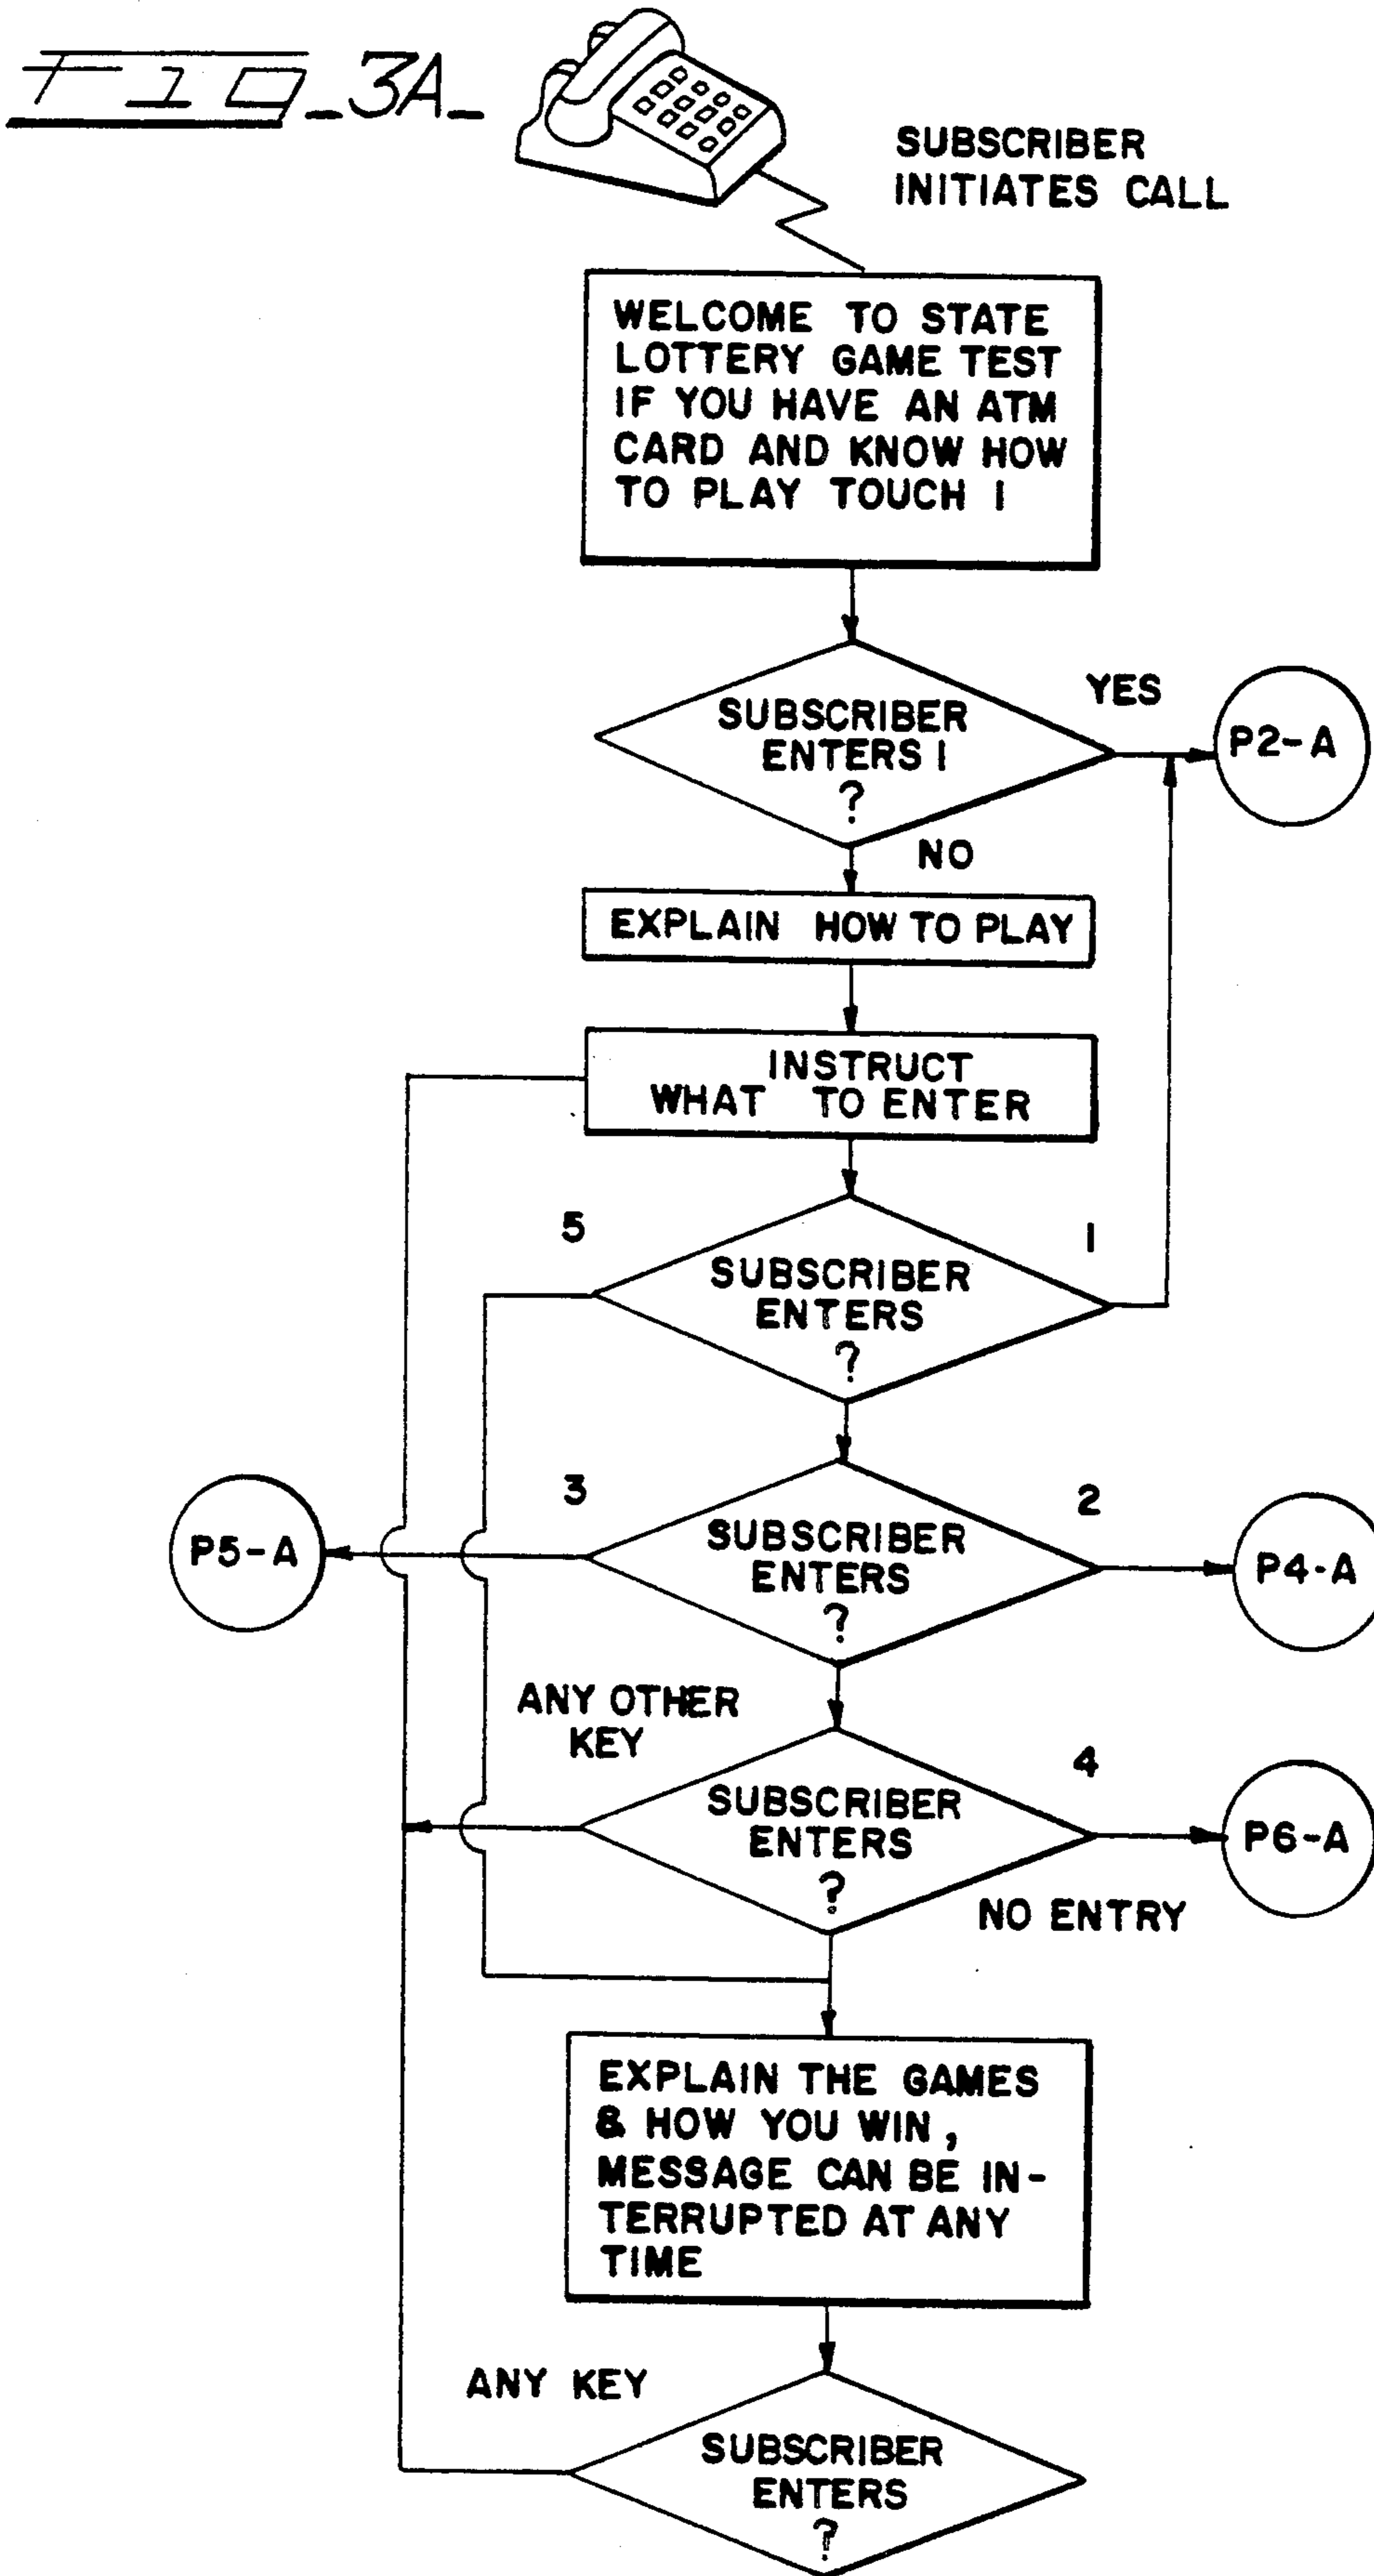 Fig_3A_
SUBSCRIBER
INITIATES CALL
WELCOME TO STATE
LOTTERY GAME TEST
IF YOU HAVE AN ATM
CARD AND KNOW HOW
TO PLAY TOUCH 1
SUBSCRIBER
ENTERS 1
?
YES
P2-A
NO
EXPLAIN HOW TO PLAY
INSTRUCT
WHAT TO ENTER
5
1
SUBSCRIBER
ENTERS
?
3
2
P5-A
SUBSCRIBER
ENTERS
?
P4-A
ANY OTHER
KEY
4
SUBSCRIBER
ENTERS
?
P6-A
NO ENTRY
EXPLAIN THE GAMES
& HOW YOU WIN,
MESSAGE CAN BE IN-
TERRUPTED AT ANY
TIME
ANY KEY
SUBSCRIBER
ENTERS
?